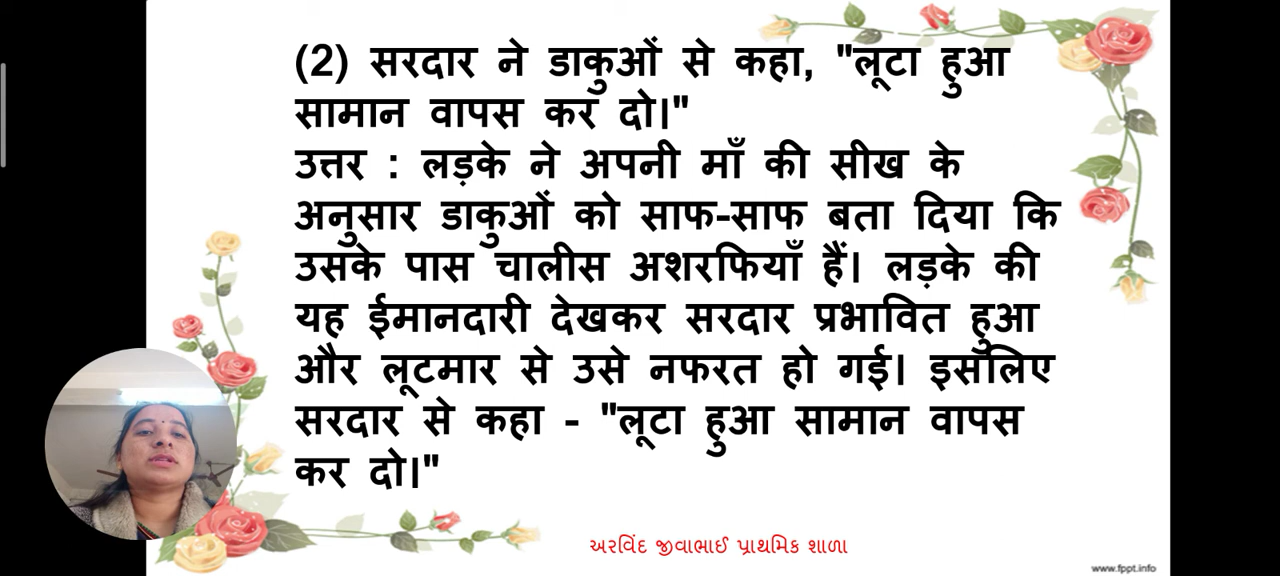 (2) सरदार ने डाकुओं से कहा, "लूटा हुआ
सामान वापस कर दो।"
उत्तर : लड़के ने अपनी माँ की सीख के
अनुसार डाकुओं को साफ-साफ बता दिया कि
उसके पास चालीस अशरफियाँ हैं। लड़के की
यह ईमानदारी देखकर सरदार प्रभावित हुआ
और लूटमार से उसे नफरत हो गई। इसलिए
सरदार से कहा - "लूटा हुआ सामान वापस
कर दो।"
અરવિંદ જીવાભાઈ પ્રાથમિક શાળા
www.fppt.info